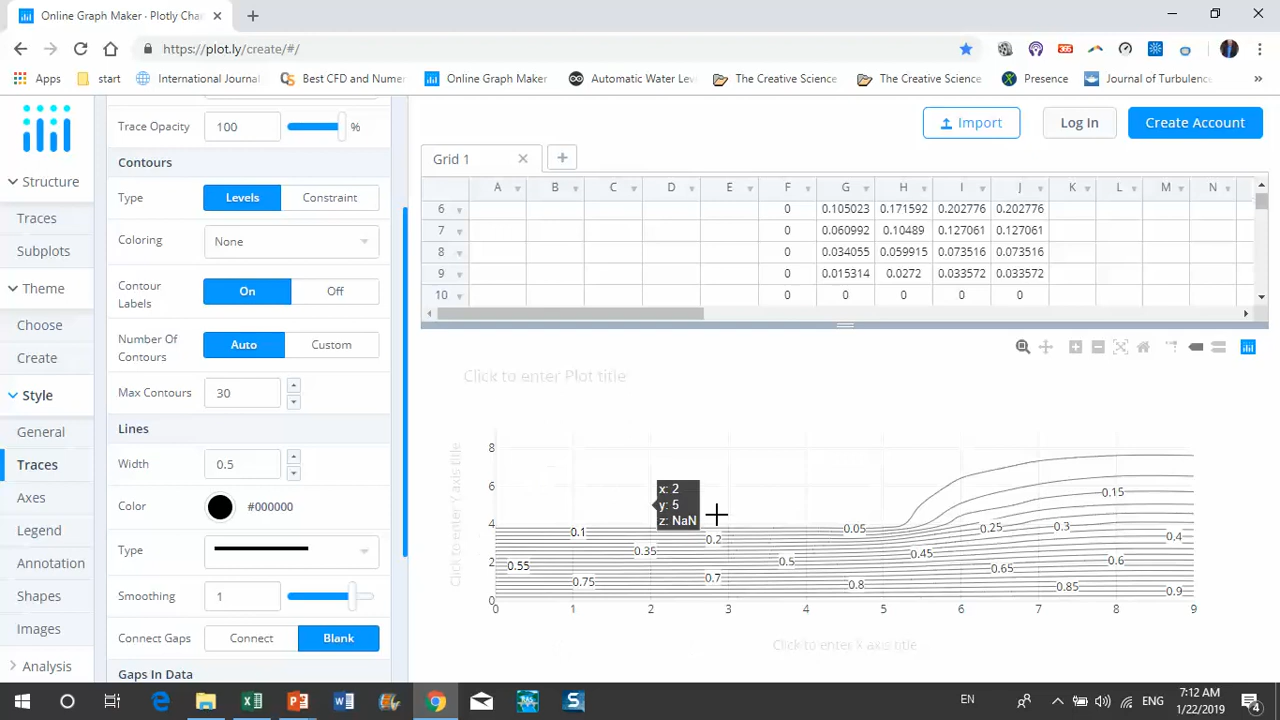 Online Graph Maker · Plotly Cha
https://plot.ly/create/#/
Apps start International Journal Best CFD and Numer Online Graph Maker Automatic Water Leve The Creative Science The Creative Science Presence Journal of Turbulenc »
Structure
Traces
Subplots
Theme
Choose
Create
Style
General
Traces
Axes
Legend
Annotation
Shapes
Images
Analysis
Trace Opacity 100 %
Contours
Type Levels Constraint
Coloring None
Contour Labels On Off
Number Of Contours Auto Custom
Max Contours 30
Lines
Width 0.5
Color #000000
Type
Smoothing 1
Connect Gaps Connect Blank
Gaps In Data
Import Log In Create Account
Grid 1
A B C D E F G H I J K L M N
6 0 0.105023 0.171592 0.202776 0.202776
7 0 0.060992 0.10489 0.127061 0.127061
8 0 0.034055 0.059915 0.073516 0.073516
9 0 0.015314 0.0272 0.033572 0.033572
10 0 0 0 0 0
Click to enter Plot title
Click to enter Y axis title
8
6
4
2
0
x: 2
y: 5
z: NaN
0.15
0.1 0.2 0.05 0.25 0.3
0.35 0.5 0.45 0.4
0.55 0.65 0.6
0.75 0.7 0.8 0.85 0.9
0 1 2 3 4 5 6 7 8 9
Click to enter X axis title
EN ENG 7:12 AM
1/22/2019 4